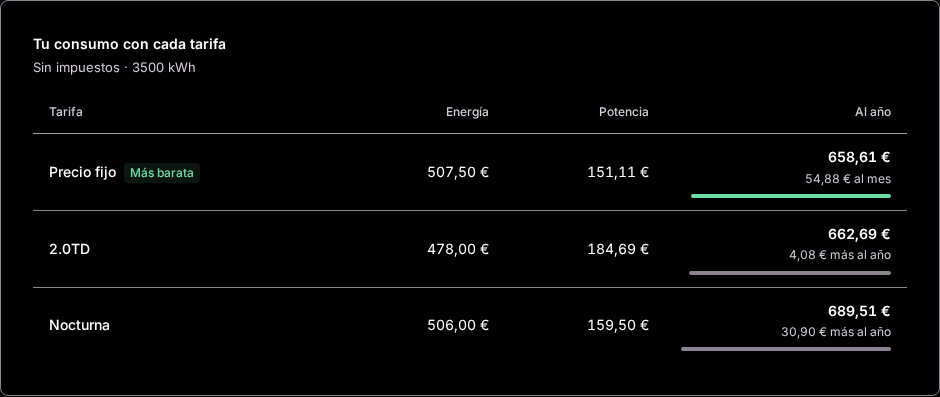 Tu consumo con cada tarifa
Sin impuestos · 3500 kWh
Tarifa Energía Potencia Al año
Precio fijo Más barata 507,50 € 151,11 € 658,61 €
54,88 € al mes
2.0TD 478,00 € 184,69 € 662,69 €
4,08 € más al año
Nocturna 506,00 € 159,50 € 689,51 €
30,90 € más al año